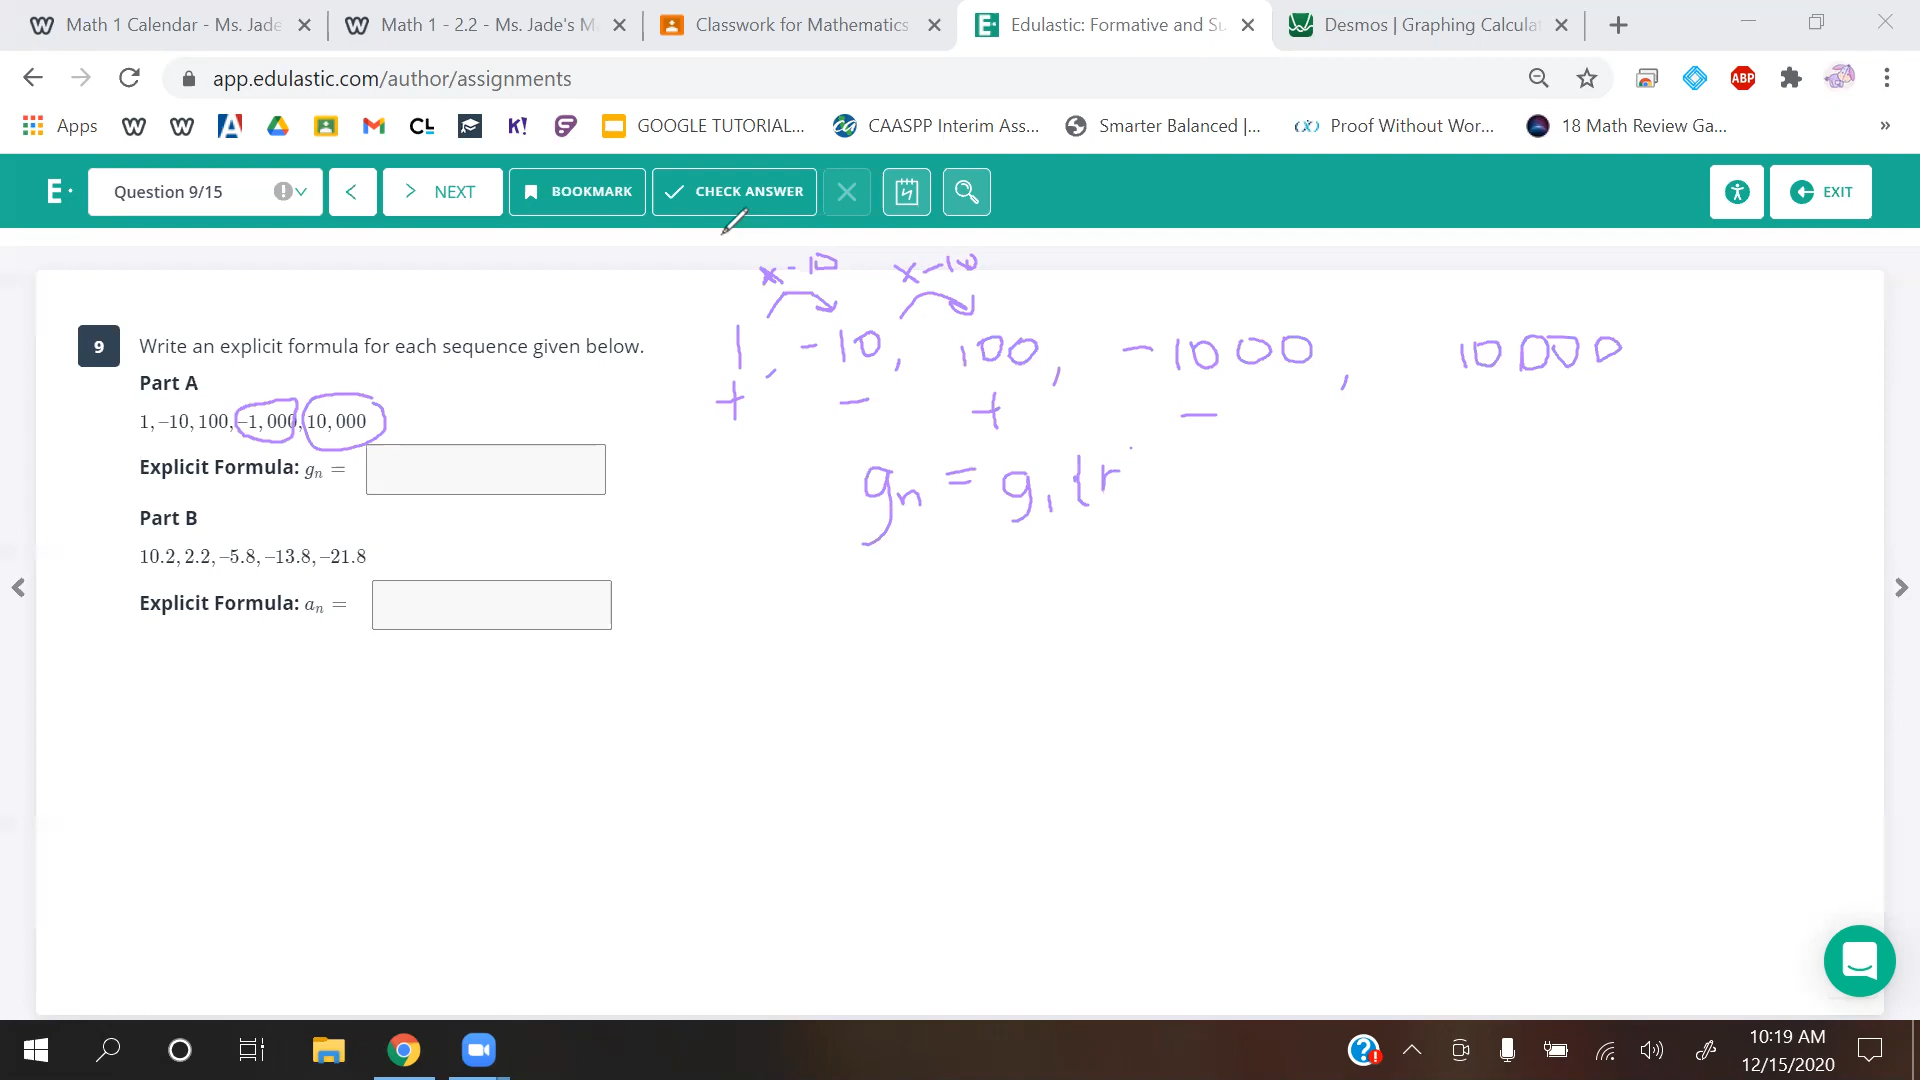 Math 1 Calendar - Ms. Jade
Math 1 - 2.2 - Ms. Jade's M
Classwork for Mathematics
Edulastic: Formative and Su
Desmos | Graphing Calculat
app.edulastic.com/author/assignments
ABP
Apps
CL
K!
GOOGLE TUTORIAL...
CAASPP Interim Ass...
Smarter Balanced |...
Proof Without Wor...
18 Math Review Ga...
»
E
Question 9/15
NEXT
BOOKMARK
CHECK ANSWER
EXIT
x -10 x -10
1, -10, 100, -1000, 10000
+ - + -
9
Write an explicit formula for each sequence given below.
Part A
1, –10, 100, –1, 000, 10, 000
Explicit Formula: gₙ =
gₙ = g₁ (r
Part B
10.2, 2.2, –5.8, –13.8, –21.8
Explicit Formula: aₙ =
10:19 AM
12/15/2020